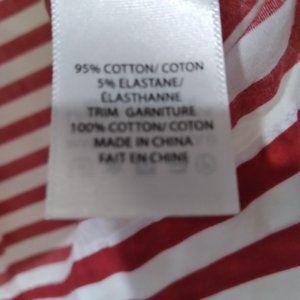 95% COTTON/ COTON
5% ELASTANE/
ÉLASTHANNE
TRIM GARNITURE
100% COTTON/ COTON
MADE IN CHINA
FAIT EN CHINE